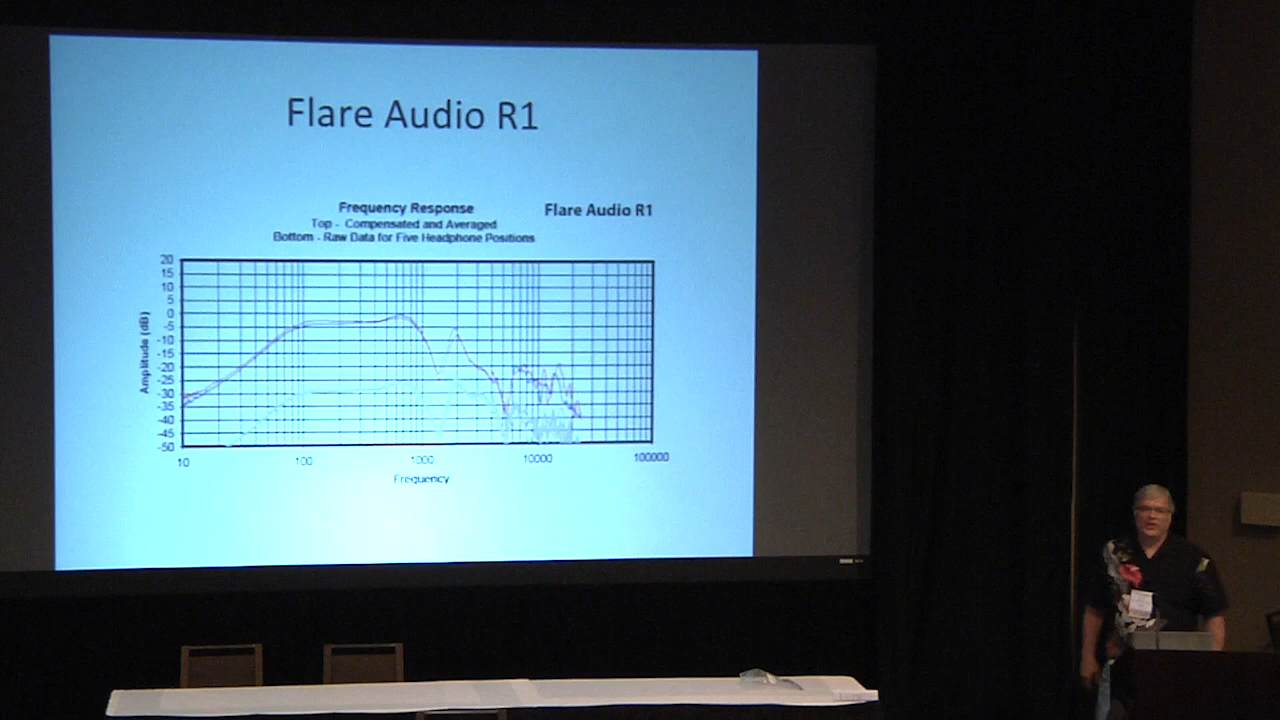 Flare Audio R1
Frequency Response
Flare Audio R1
Top - Compensated and Averaged
Bottom - Raw Data for Five Headphone Positions
Amplitude (dB)
20
15
10
5
0
-5
-10
-15
-20
-25
-30
-35
-40
-45
-50
10
100
1000
10000
100000
Frequency